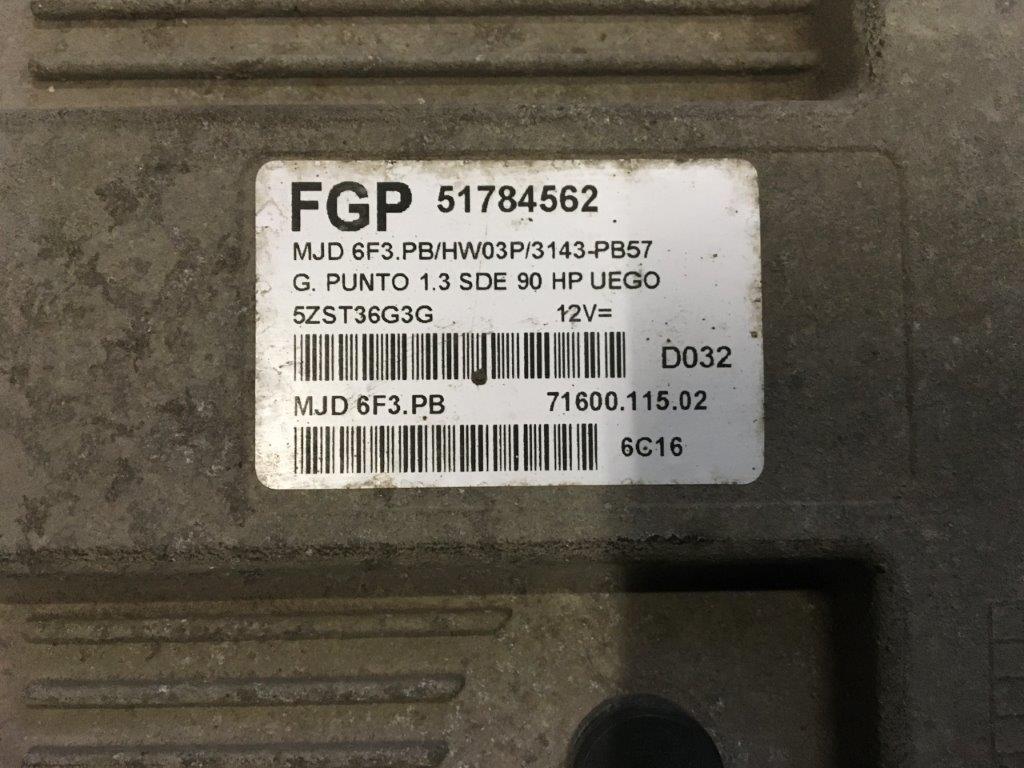 FGP 51784562
MJD 6F3.PB/HW03P/3143-PB57
G. PUNTO 1.3 SDE 90 HP UEGO
5ZST36G3G 12V=
D032
MJD 6F3.PB 71600.115.02
6C16